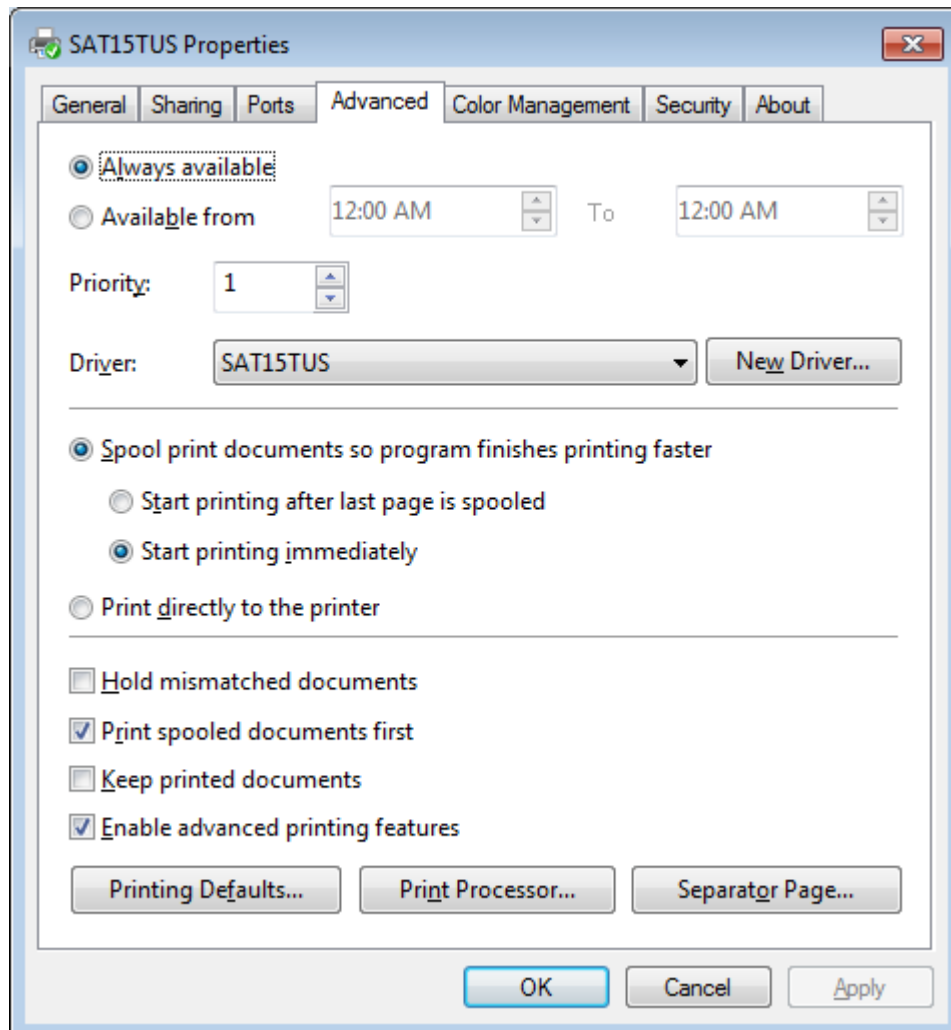 SAT15TUS Properties
General Sharing Ports Advanced Color Management Security About
Always available
Available from 12:00 AM To 12:00 AM
Priority: 1
Driver: SAT15TUS New Driver...
Spool print documents so program finishes printing faster
Start printing after last page is spooled
Start printing immediately
Print directly to the printer
Hold mismatched documents
Print spooled documents first
Keep printed documents
Enable advanced printing features
Printing Defaults... Print Processor... Separator Page...
OK Cancel Apply